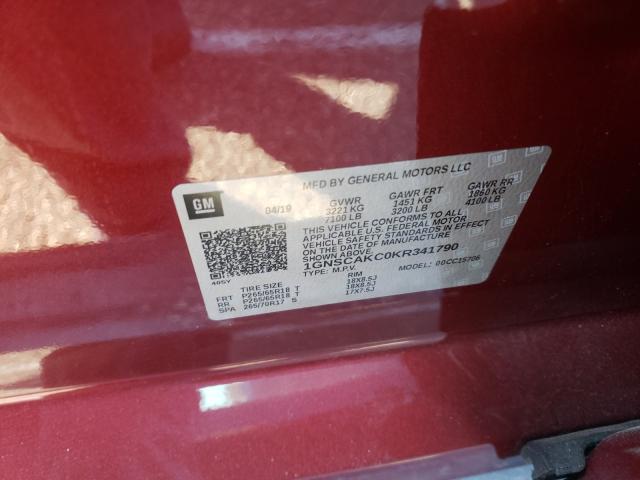 MFD BY GENERAL MOTORS LLC
GM
04/19 GVWR GAWR FRT GAWR RR
3221 KG 1451 KG 1860 KG
7100 LB 3200 LB 4100 LB
THIS VEHICLE CONFORMS TO ALL
APPLICABLE U.S. FEDERAL MOTOR
VEHICLE SAFETY STANDARDS IN EFFECT
ON THE DATE OF MANUFACTURE
SHOWN ABOVE.
1GNSCAKC0KR341790
TYPE: M.P.V. MODEL: 00CC15706
40SY
TIRE SIZE RIM
FRT P265/65R18 T 18X8.5J
RR P265/65R18 T 18X8.5J
SPA 265/70R17 S 17X7.5J